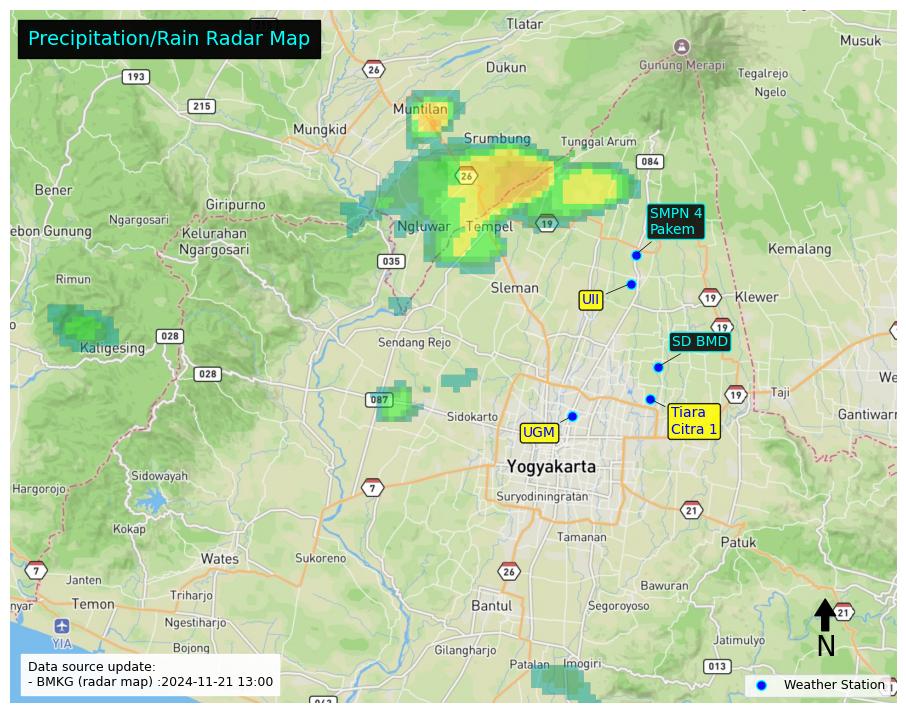 Precipitation/Rain Radar Map
Tlatar
Musuk
26
193
Dukun
Gunung Merapi
Tegalrejo
Ngelo
215
Muntilan
Mungkid
Srumbung
Tunggal Arum
084
Bener
26
Giripurno
SMPN 4
Pakem
Ngargosari
Ngluwar
Tempel
19
ebon Gunung
Kelurahan
Ngargosari
Kemalang
035
Rimun
Sleman
UII
19
Klewer
Kaligesing
028
Sendang Rejo
SD BMD
19
028
We
Taji
19
087
Sidokarto
Tiara
Citra 1
Gantiwarn
UGM
Yogyakarta
Sidowayah
Hargorojo
7
Suryodiningratan
21
Kokap
Tamanan
Patuk
Wates
Sukoreno
7
26
Janten
Bawuran
Triharjo
nyar
Temon
Bantul
Segoroyoso
21
YIA
Ngestiharjo
Jatimulyo
N
Bojong
Gilangharjo
Patalan
Imogiri
013
Data source update:
- BMKG (radar map) :2024-11-21 13:00
Weather Station